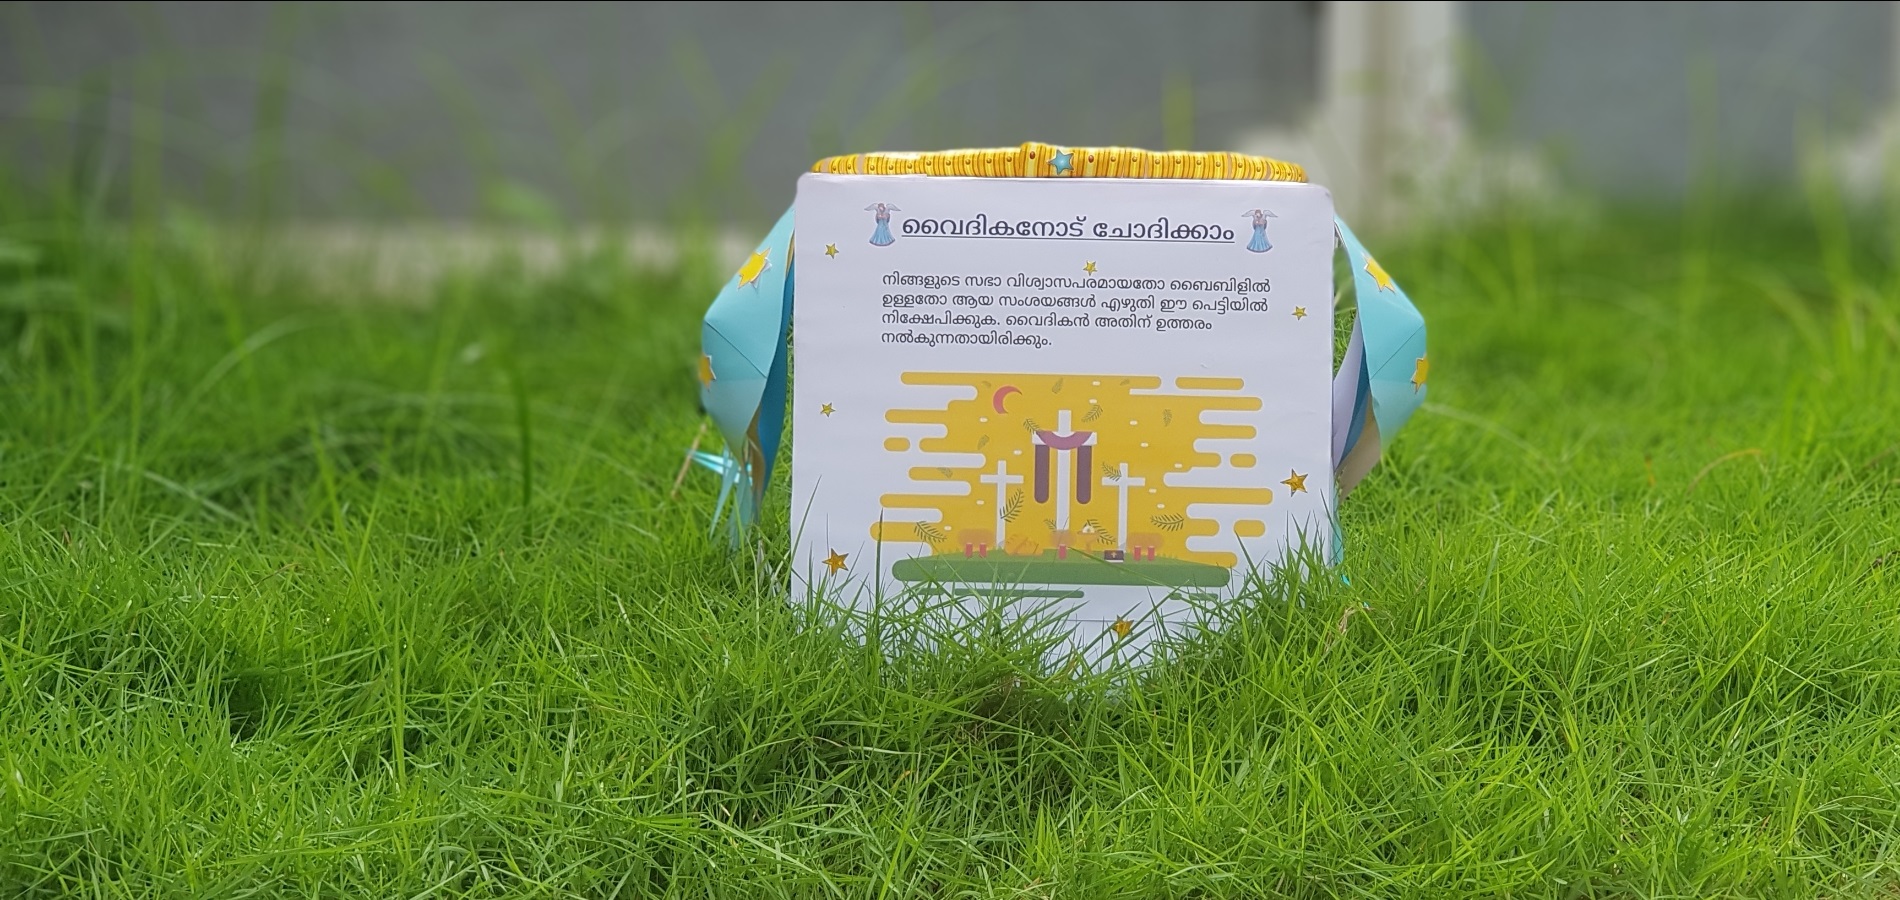 വൈദികനോട് ചോദിക്കാം
നിങ്ങളുടെ സഭാ വിശ്വാസപരമായതോ ബൈബിളിൽ
ഉള്ളതോ ആയ സംശയങ്ങൾ എഴുതി ഈ പെട്ടിയിൽ
നിക്ഷേപിക്കുക. വൈദികൻ അതിന് ഉത്തരം
നൽകുന്നതായിരിക്കും.